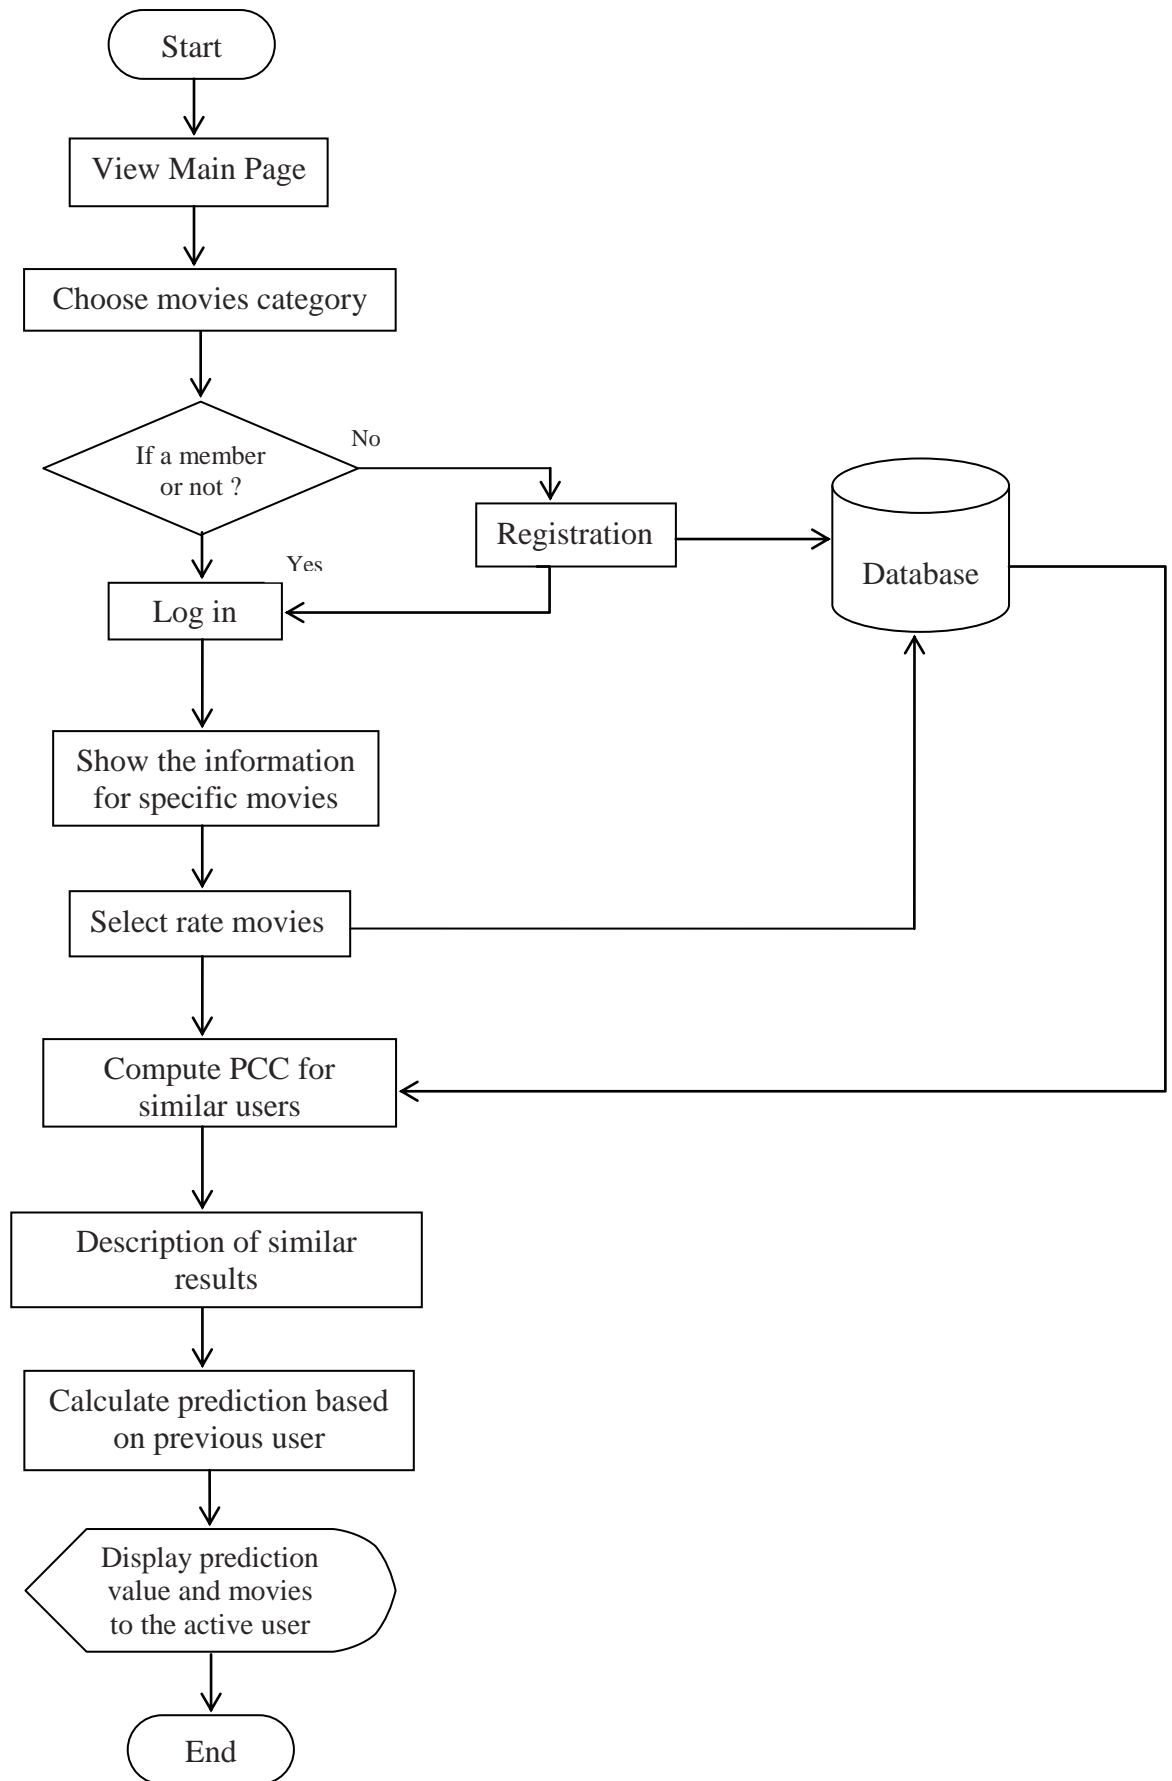 Start
View Main Page
Choose movies category
If a member
or not ?
No
Registration
Database
Yes
Log in
Show the information
for specific movies
Select rate movies
Compute PCC for
similar users
Description of similar
results
Calculate prediction based
on previous user
Display prediction
value and movies
to the active user
End